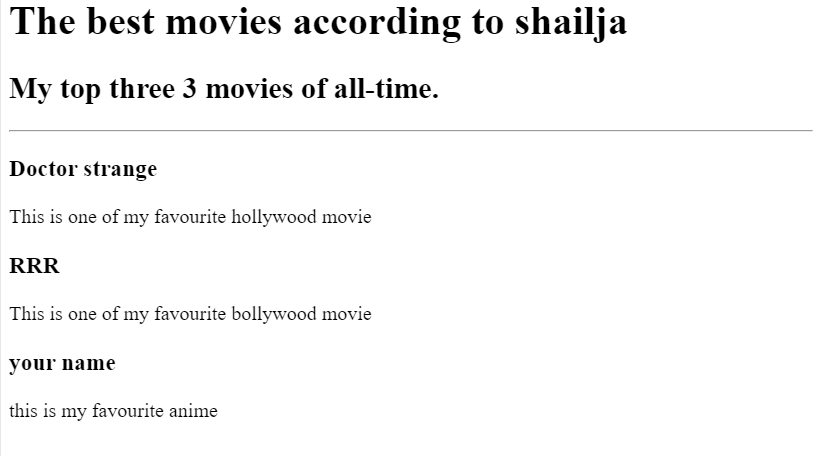 The best movies according to shailja
My top three 3 movies of all-time.
Doctor strange
This is one of my favourite hollywood movie
RRR
This is one of my favourite bollywood movie
your name
this is my favourite anime